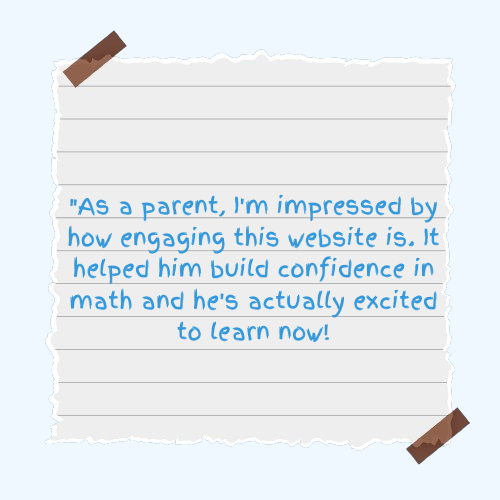 "As a parent, I'm impressed by
how engaging this website is. It
helped him build confidence in
math and he's actually excited
to learn now!